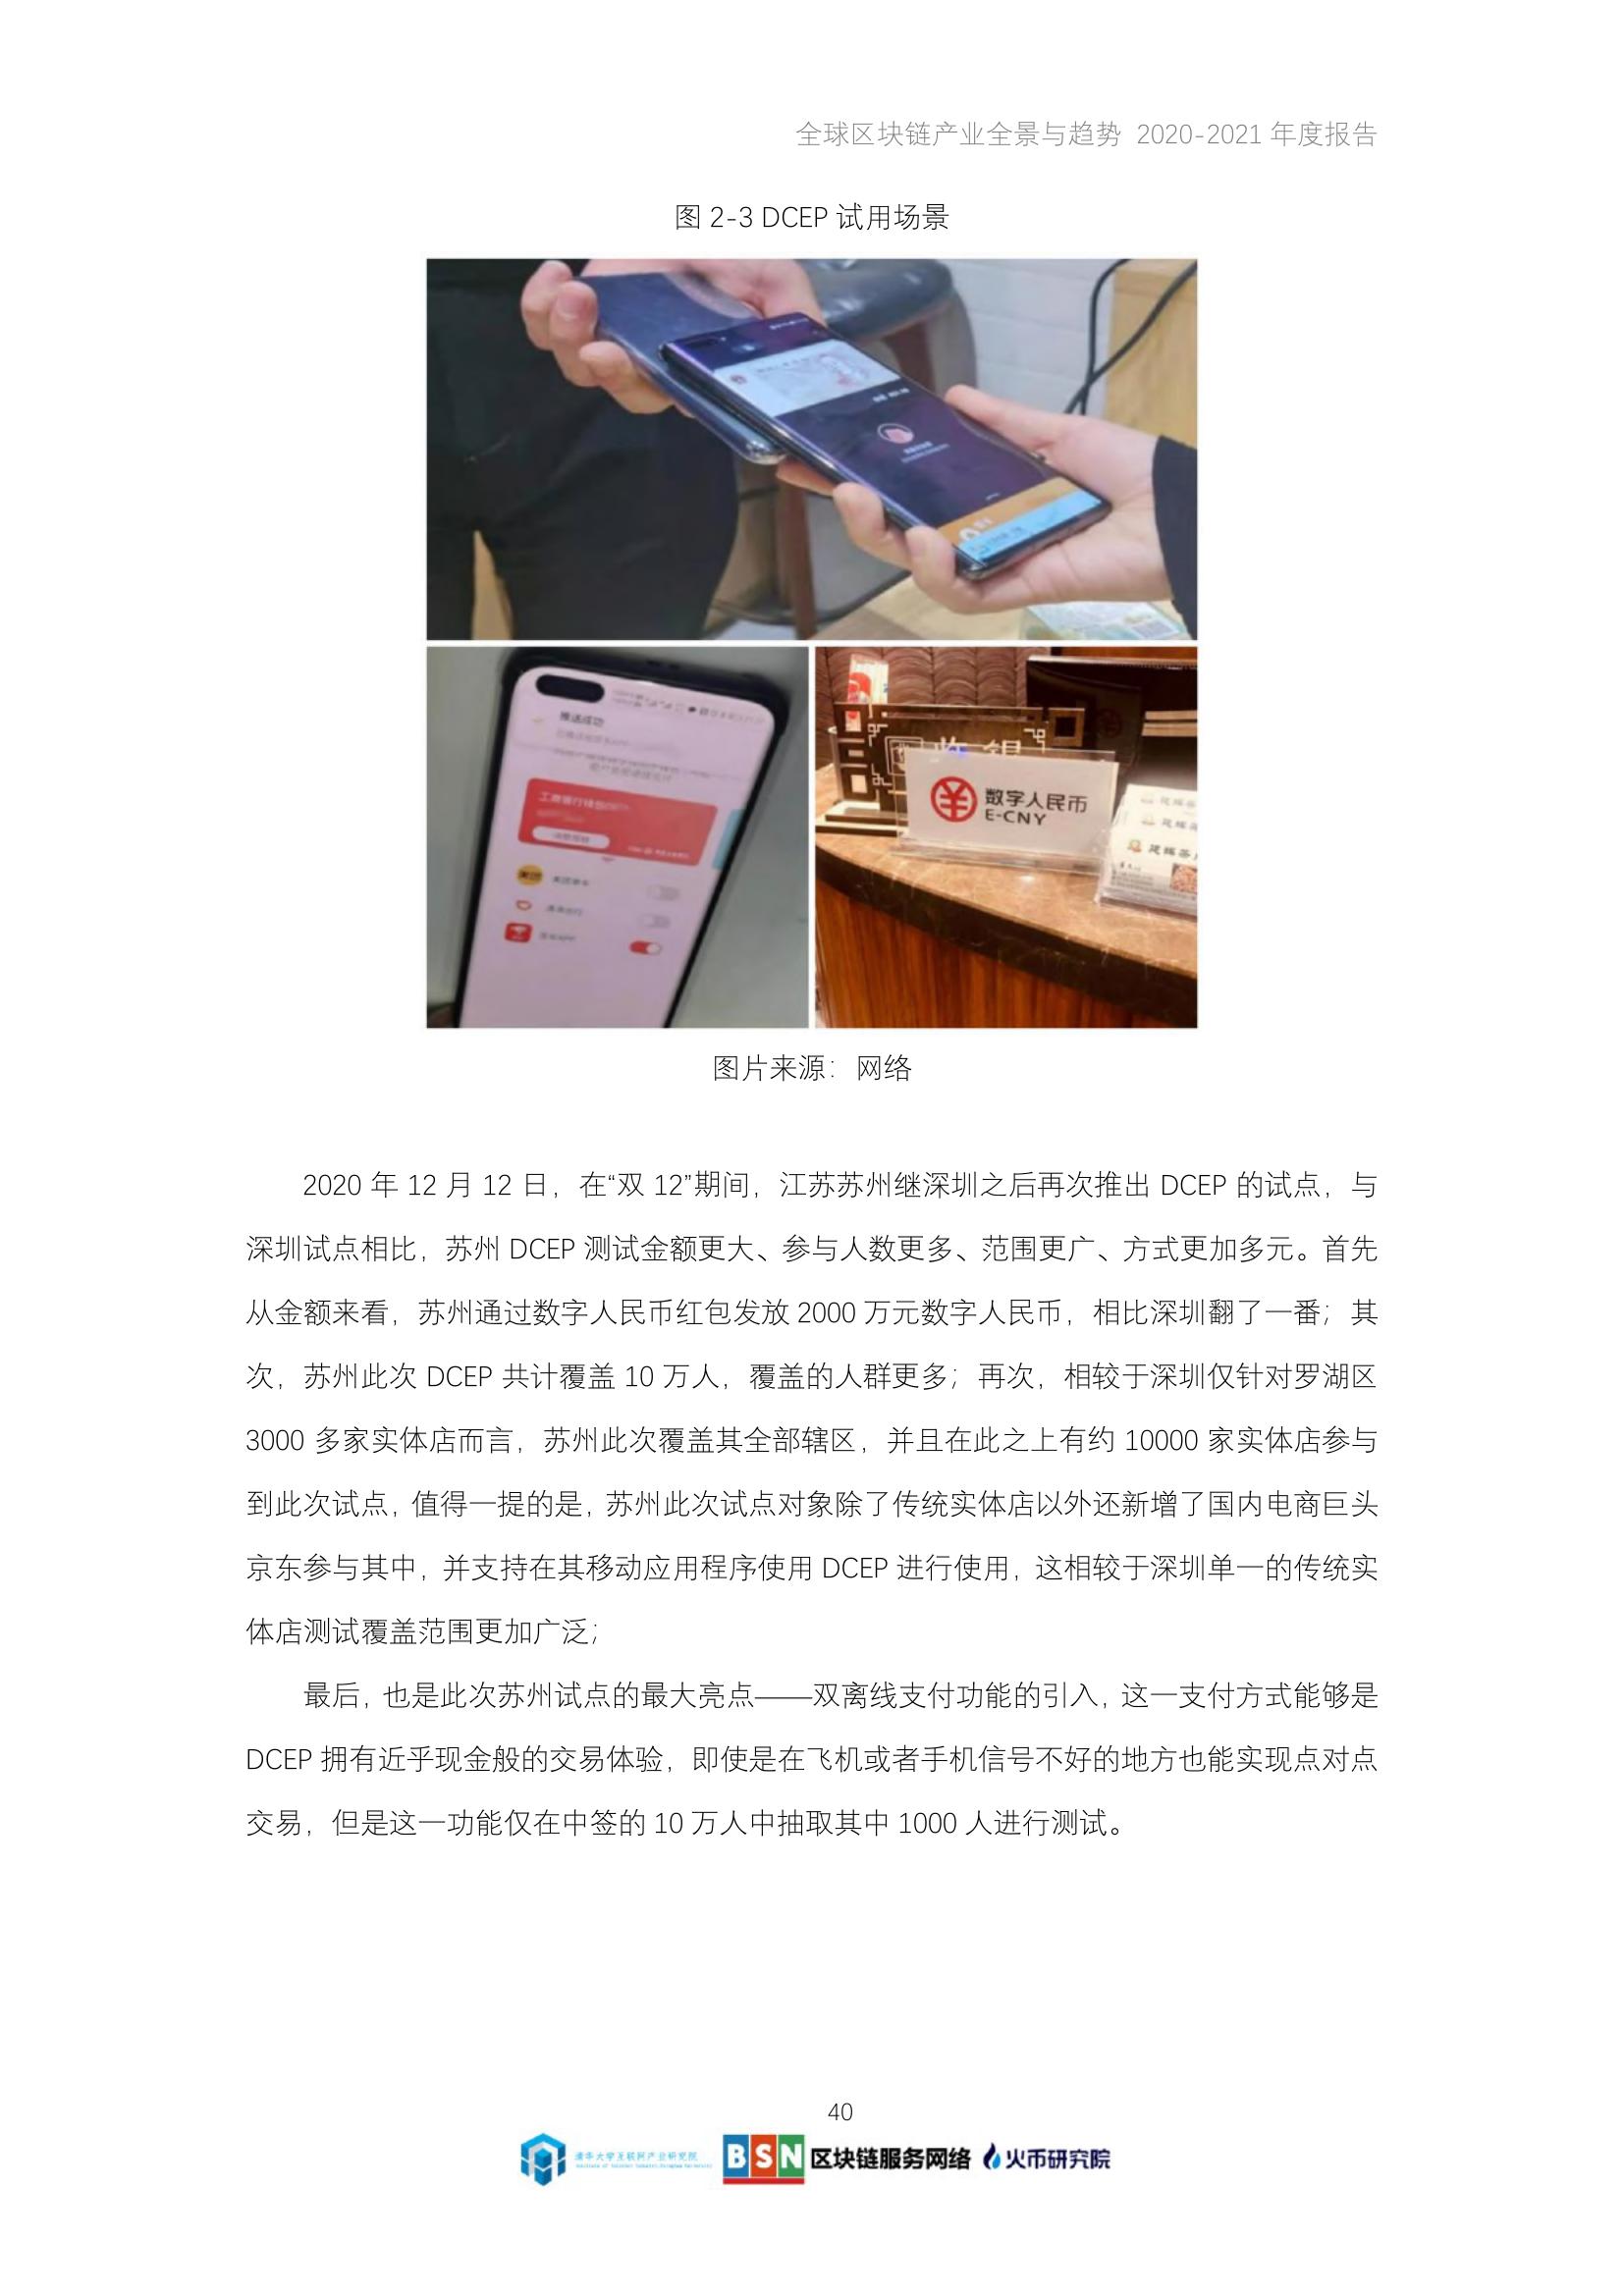 全球区块链产业全景与趋势 2020-2021 年度报告
图 2-3 DCEP 试用场景
推送成功
数字人民币
E-CNY
图片来源：网络
2020 年 12 月 12 日，在“双 12”期间，江苏苏州继深圳之后再次推出 DCEP 的试点，与
深圳试点相比，苏州 DCEP 测试金额更大、参与人数更多、范围更广、方式更加多元。首先
从金额来看，苏州通过数字人民币红包发放 2000 万元数字人民币，相比深圳翻了一番；其
次，苏州此次 DCEP 共计覆盖 10 万人，覆盖的人群更多；再次，相较于深圳仅针对罗湖区
3000 多家实体店而言，苏州此次覆盖其全部辖区，并且在此之上有约 10000 家实体店参与
到此次试点，值得一提的是，苏州此次试点对象除了传统实体店以外还新增了国内电商巨头
京东参与其中，并支持在其移动应用程序使用 DCEP 进行使用，这相较于深圳单一的传统实
体店测试覆盖范围更加广泛；
最后，也是此次苏州试点的最大亮点——双离线支付功能的引入，这一支付方式能够是
DCEP 拥有近乎现金般的交易体验，即使是在飞机或者手机信号不好的地方也能实现点对点
交易，但是这一功能仅在中签的 10 万人中抽取其中 1000 人进行测试。
40
清华大学互联网产业研究院
BSN 区块链服务网络 火币研究院